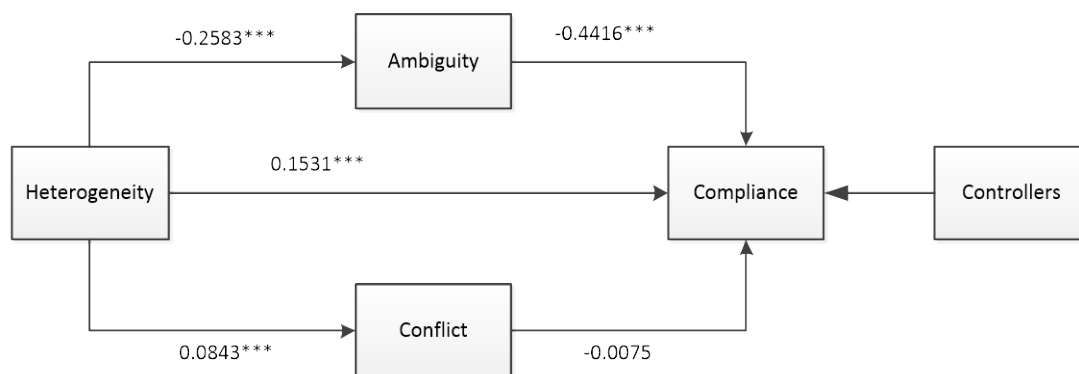 -0.2583***
Ambiguity
-0.4416***
Heterogeneity
0.1531***
Compliance
Controllers
0.0843***
Conflict
-0.0075